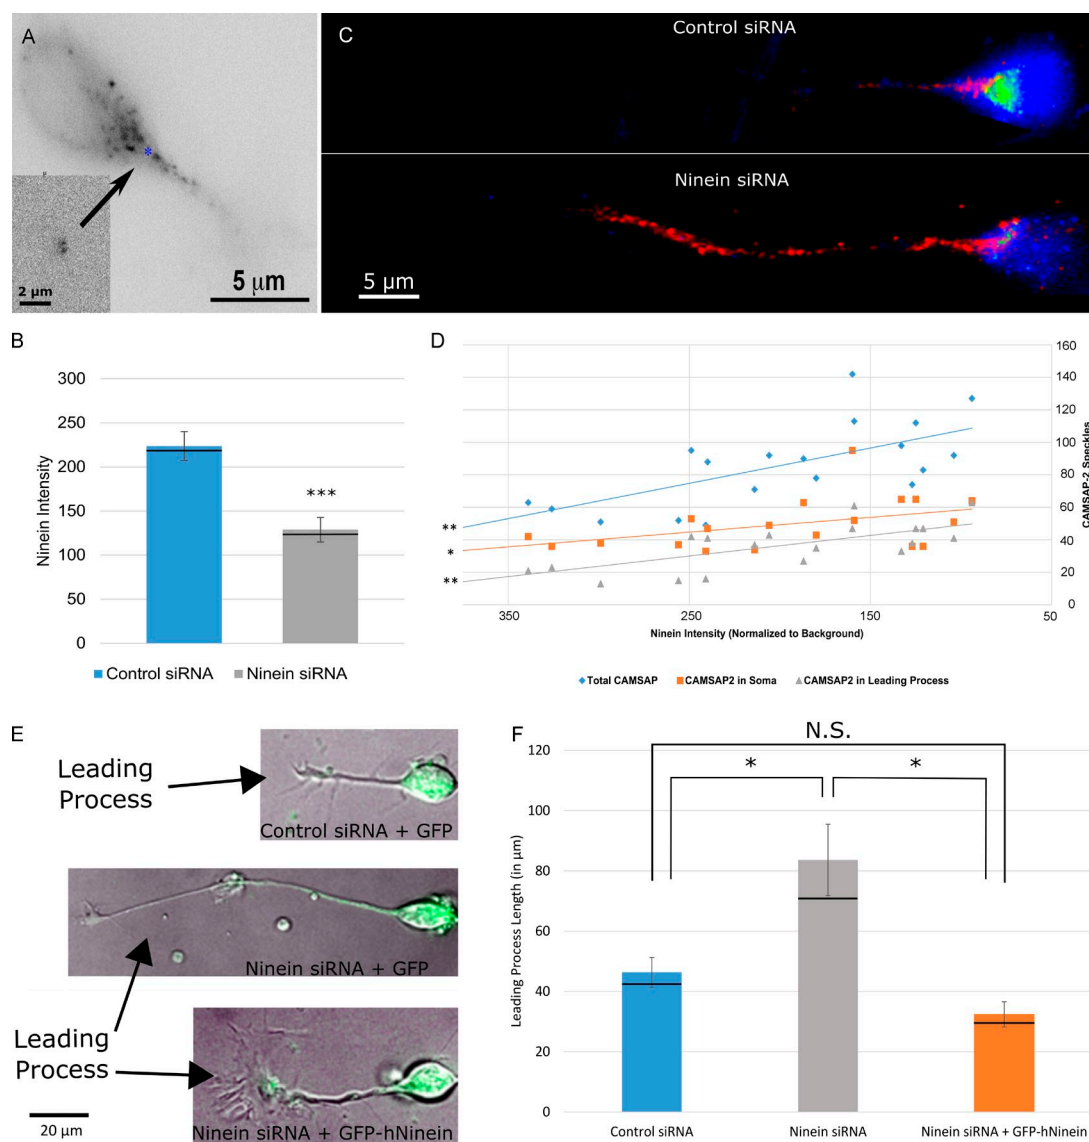 A
*
2 µm
5 µm
C
Control siRNA
Ninein siRNA
5 µm
B
Ninein Intensity
300
250
200
150
100
50
0
***
Control siRNA
Ninein siRNA
D
160
140
120
100
80
60
40
20
0
CAMSAP-2 Speckles
**
*
**
350
250
150
50
Ninein Intensity (Normalized to Background)
Total CAMSAP
CAMSAP2 in Soma
CAMSAP2 in Leading Process
E
Leading
Process
Control siRNA + GFP
Ninein siRNA + GFP
Leading
Process
Ninein siRNA + GFP-hNinein
20 µm
F
N.S.
*
*
Leading Process Length (in µm)
120
100
80
60
40
20
0
Control siRNA
Ninein siRNA
Ninein siRNA + GFP-hNinein